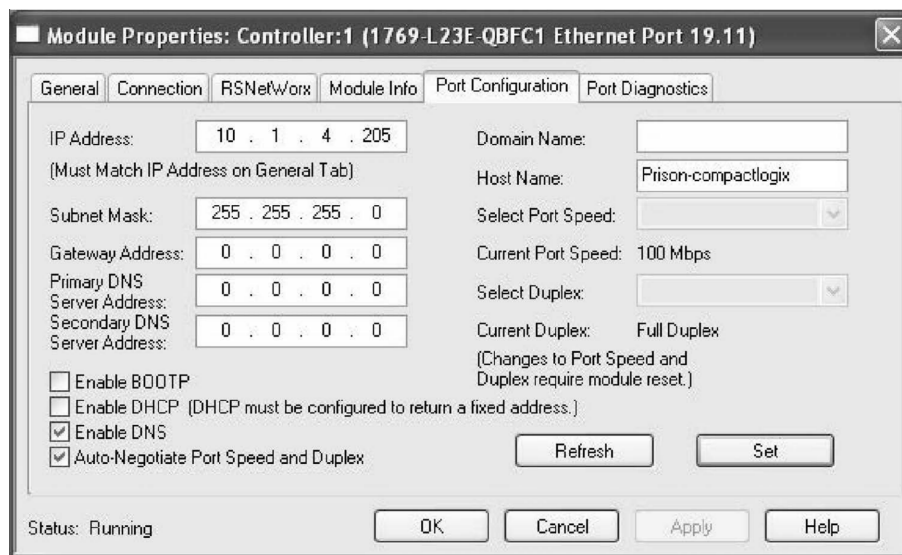 Module Properties: Controller:1 (1769-L23E-QBFC1 Ethernet Port 19.11)
General Connection RSNetWorx Module Info Port Configuration Port Diagnostics
IP Address: 10 . 1 . 4 . 205
(Must Match IP Address on General Tab)
Subnet Mask: 255 . 255 . 255 . 0
Gateway Address: 0 . 0 . 0 . 0
Primary DNS
Server Address: 0 . 0 . 0 . 0
Secondary DNS
Server Address: 0 . 0 . 0 . 0
Enable BOOTP
Enable DHCP (DHCP must be configured to return a fixed address.)
Enable DNS
Auto-Negotiate Port Speed and Duplex
Domain Name:
Host Name: Prison-compactlogix
Select Port Speed:
Current Port Speed: 100 Mbps
Select Duplex:
Current Duplex: Full Duplex
(Changes to Port Speed and
Duplex require module reset.)
Refresh Set
Status: Running OK Cancel Apply Help